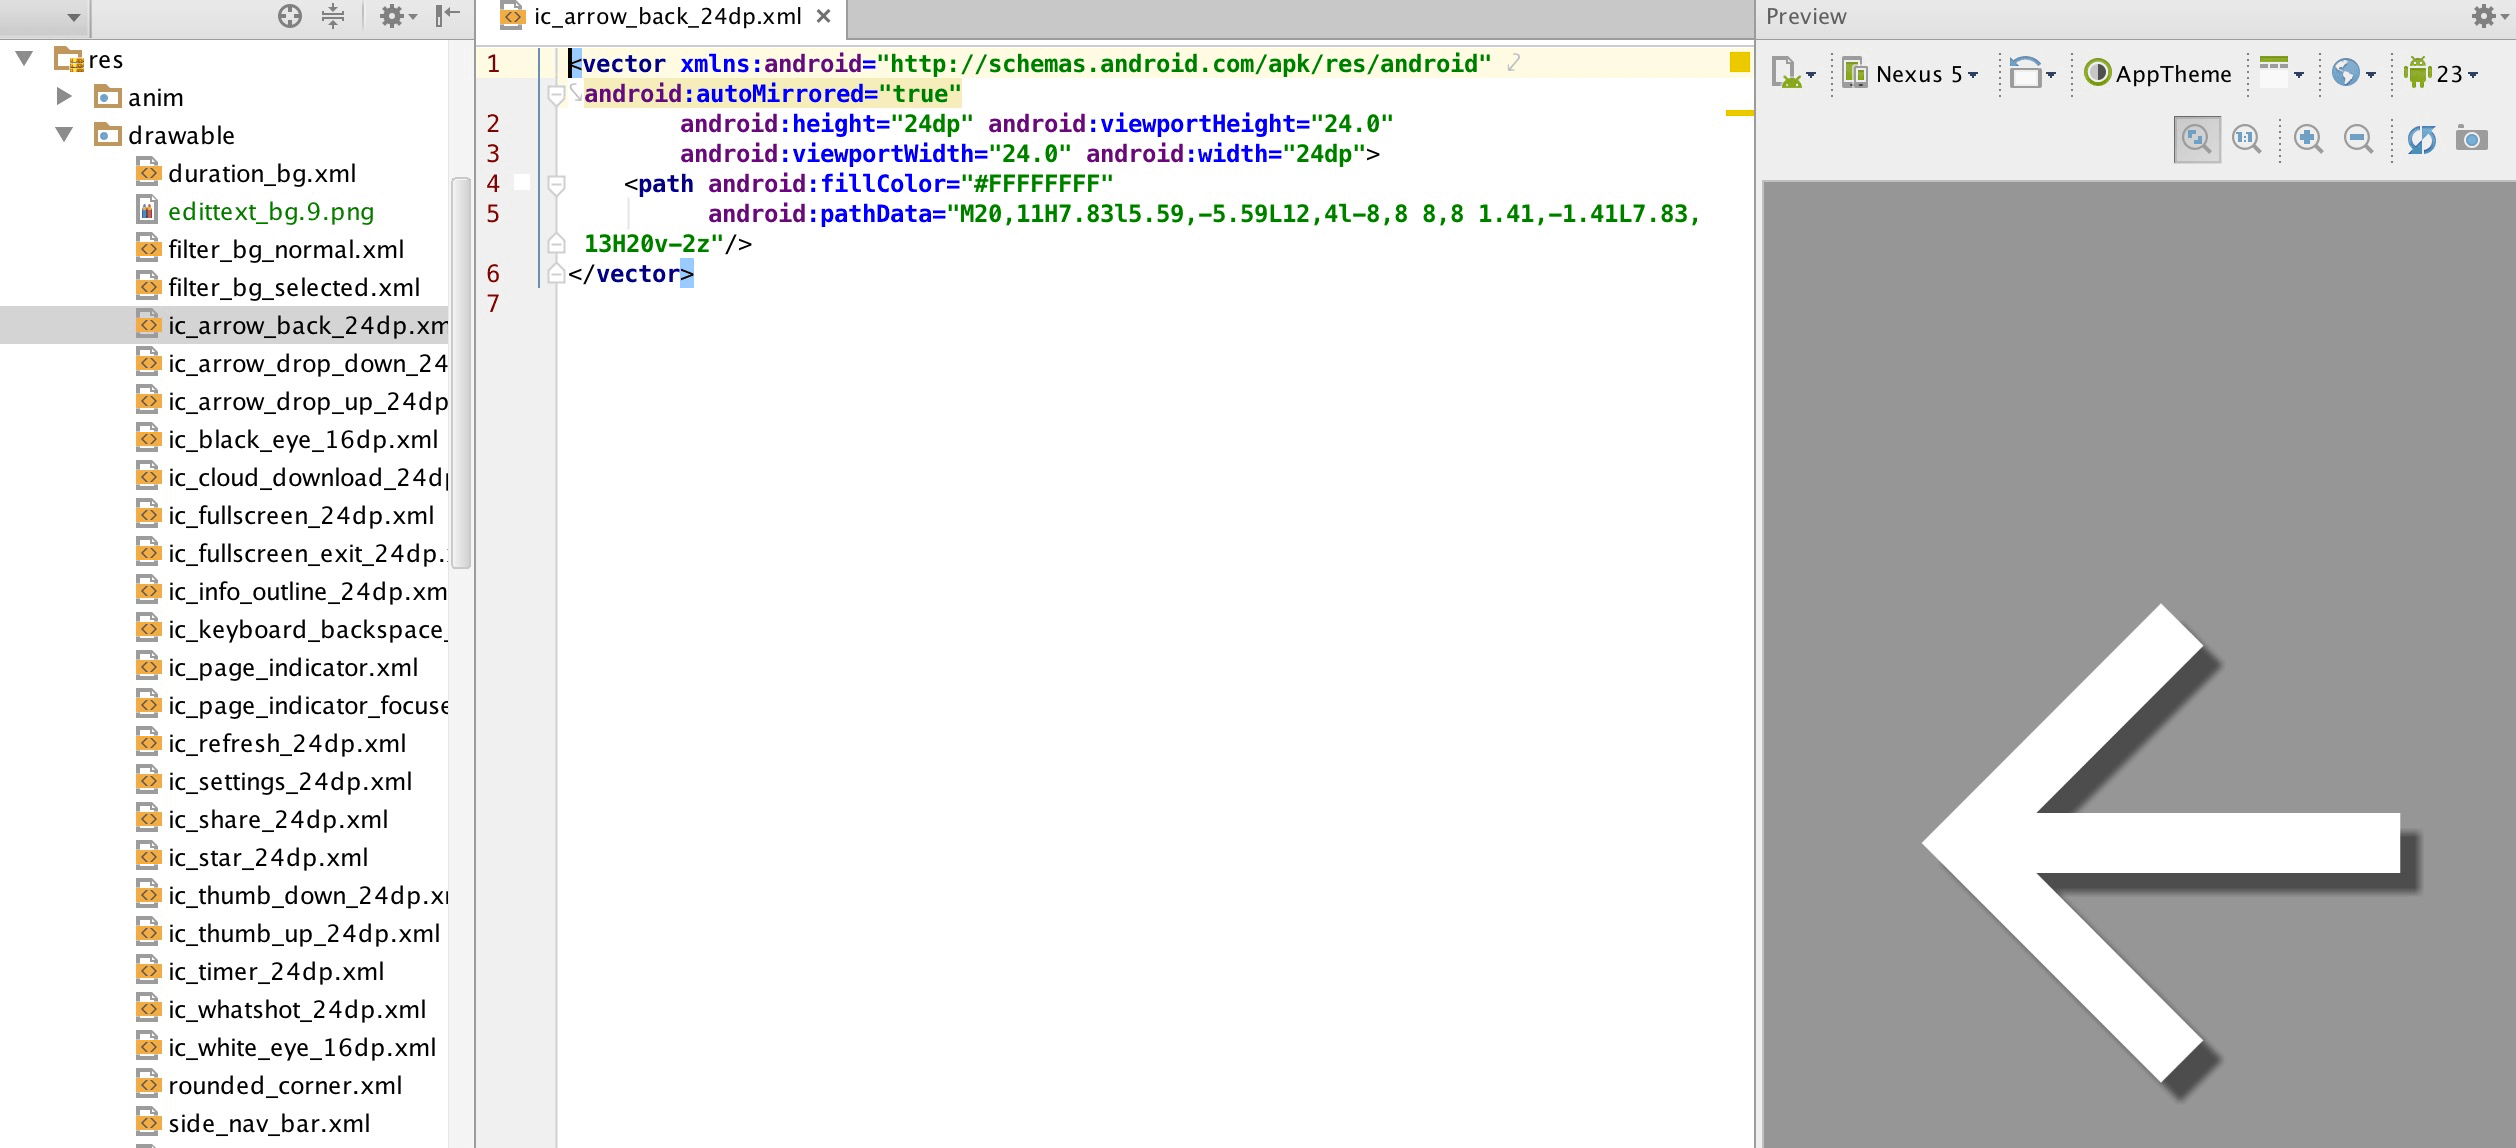 res
anim
drawable
duration_bg.xml
edittext_bg.9.png
filter_bg_normal.xml
filter_bg_selected.xml
ic_arrow_back_24dp.xm
ic_arrow_drop_down_24
ic_arrow_drop_up_24dp
ic_black_eye_16dp.xml
ic_cloud_download_24d
ic_fullscreen_24dp.xml
ic_fullscreen_exit_24dp.
ic_info_outline_24dp.xm
ic_keyboard_backspace_
ic_page_indicator.xml
ic_page_indicator_focuse
ic_refresh_24dp.xml
ic_settings_24dp.xml
ic_share_24dp.xml
ic_star_24dp.xml
ic_thumb_down_24dp.x
ic_thumb_up_24dp.xml
ic_timer_24dp.xml
ic_whatshot_24dp.xml
ic_white_eye_16dp.xml
rounded_corner.xml
side_nav_bar.xml
ic_arrow_back_24dp.xml
1 <vector xmlns:android="http://schemas.android.com/apk/res/android"
android:autoMirrored="true"
2 android:height="24dp" android:viewportHeight="24.0"
3 android:viewportWidth="24.0" android:width="24dp">
4 <path android:fillColor="#FFFFFFFF"
5 android:pathData="M20,11H7.83l5.59,-5.59L12,4l-8,8 8,8 1.41,-1.41L7.83,
13H20v-2z"/>
6 </vector>
7
Preview
Nexus 5 AppTheme 23
1:1